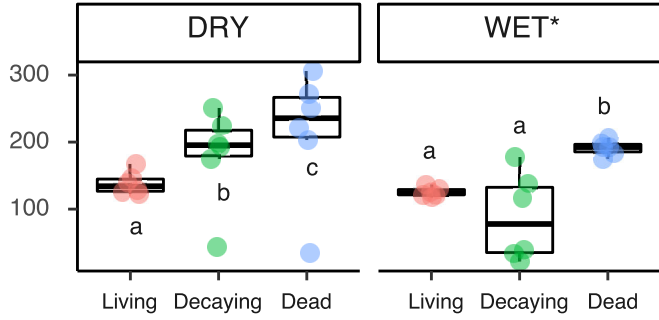 DRY WET*
300
200
100
a b c
a a b
Living Decaying Dead Living Decaying Dead